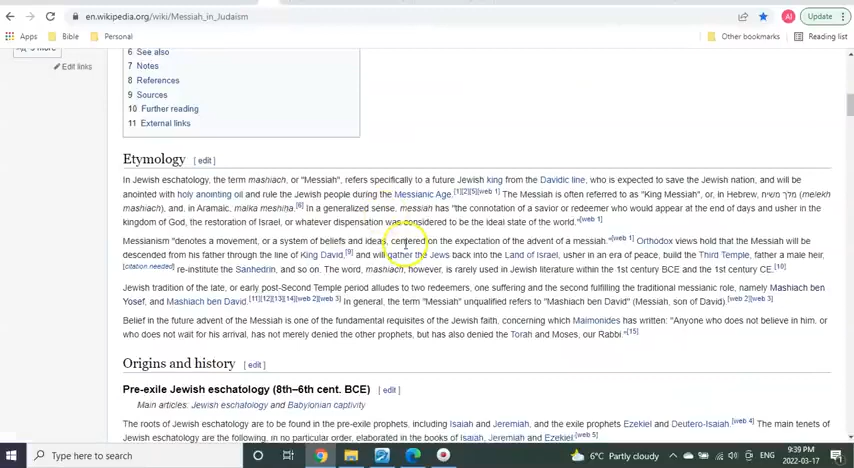 en.wikipedia.org/wiki/Messiah_in_Judaism
Update
Apps Bible Personal
Other bookmarks Reading list
Edit links
6 See also
7 Notes
8 References
9 Sources
10 Further reading
11 External links
Etymology [ edit ]
In Jewish eschatology, the term mashiach, or "Messiah", refers specifically to a future Jewish king from the Davidic line, who is expected to save the Jewish nation, and will be
anointed with holy anointing oil and rule the Jewish people during the Messianic Age.[1][2][5][web 1] The Messiah is often referred to as "King Messiah", or, in Hebrew, מלך משיח (melekh
mashiach), and, in Aramaic, malka meshiḥa.[6] In a generalized sense, messiah has "the connotation of a savior or redeemer who would appear at the end of days and usher in the
kingdom of God, the restoration of Israel, or whatever dispensation was considered to be the ideal state of the world."[web 1]
Messianism "denotes a movement, or a system of beliefs and ideas, centered on the expectation of the advent of a messiah."[web 1] Orthodox views hold that the Messiah will be
descended from his father through the line of King David,[9] and will gather the Jews back into the Land of Israel, usher in an era of peace, build the Third Temple, father a male heir,
[citation needed] re-institute the Sanhedrin, and so on. The word, mashiach, however, is rarely used in Jewish literature within the 1st century BCE and the 1st century CE.[10]
Jewish tradition of the late, or early post-Second Temple period alludes to two redeemers, one suffering and the second fulfilling the traditional messianic role, namely Mashiach ben
Yosef, and Mashiach ben David.[11][12][13][14][web 2][web 3] In general, the term "Messiah" unqualified refers to "Mashiach ben David" (Messiah, son of David).[web 2][web 3]
Belief in the future advent of the Messiah is one of the fundamental requisites of the Jewish faith, concerning which Maimonides has written: "Anyone who does not believe in him, or
who does not wait for his arrival, has not merely denied the other prophets, but has also denied the Torah and Moses, our Rabbi."[15]
Origins and history [ edit ]
Pre-exile Jewish eschatology (8th–6th cent. BCE) [ edit ]
Main articles: Jewish eschatology and Babylonian captivity
The roots of Jewish eschatology are to be found in the pre-exile prophets, including Isaiah and Jeremiah, and the exile prophets Ezekiel and Deutero-Isaiah.[web 4] The main tenets of
Jewish eschatology are the following, in no particular order, elaborated in the books of Isaiah, Jeremiah and Ezekiel:[web 5]
Type here to search
6°C Partly cloudy
ENG
9:39 PM
2022-03-17